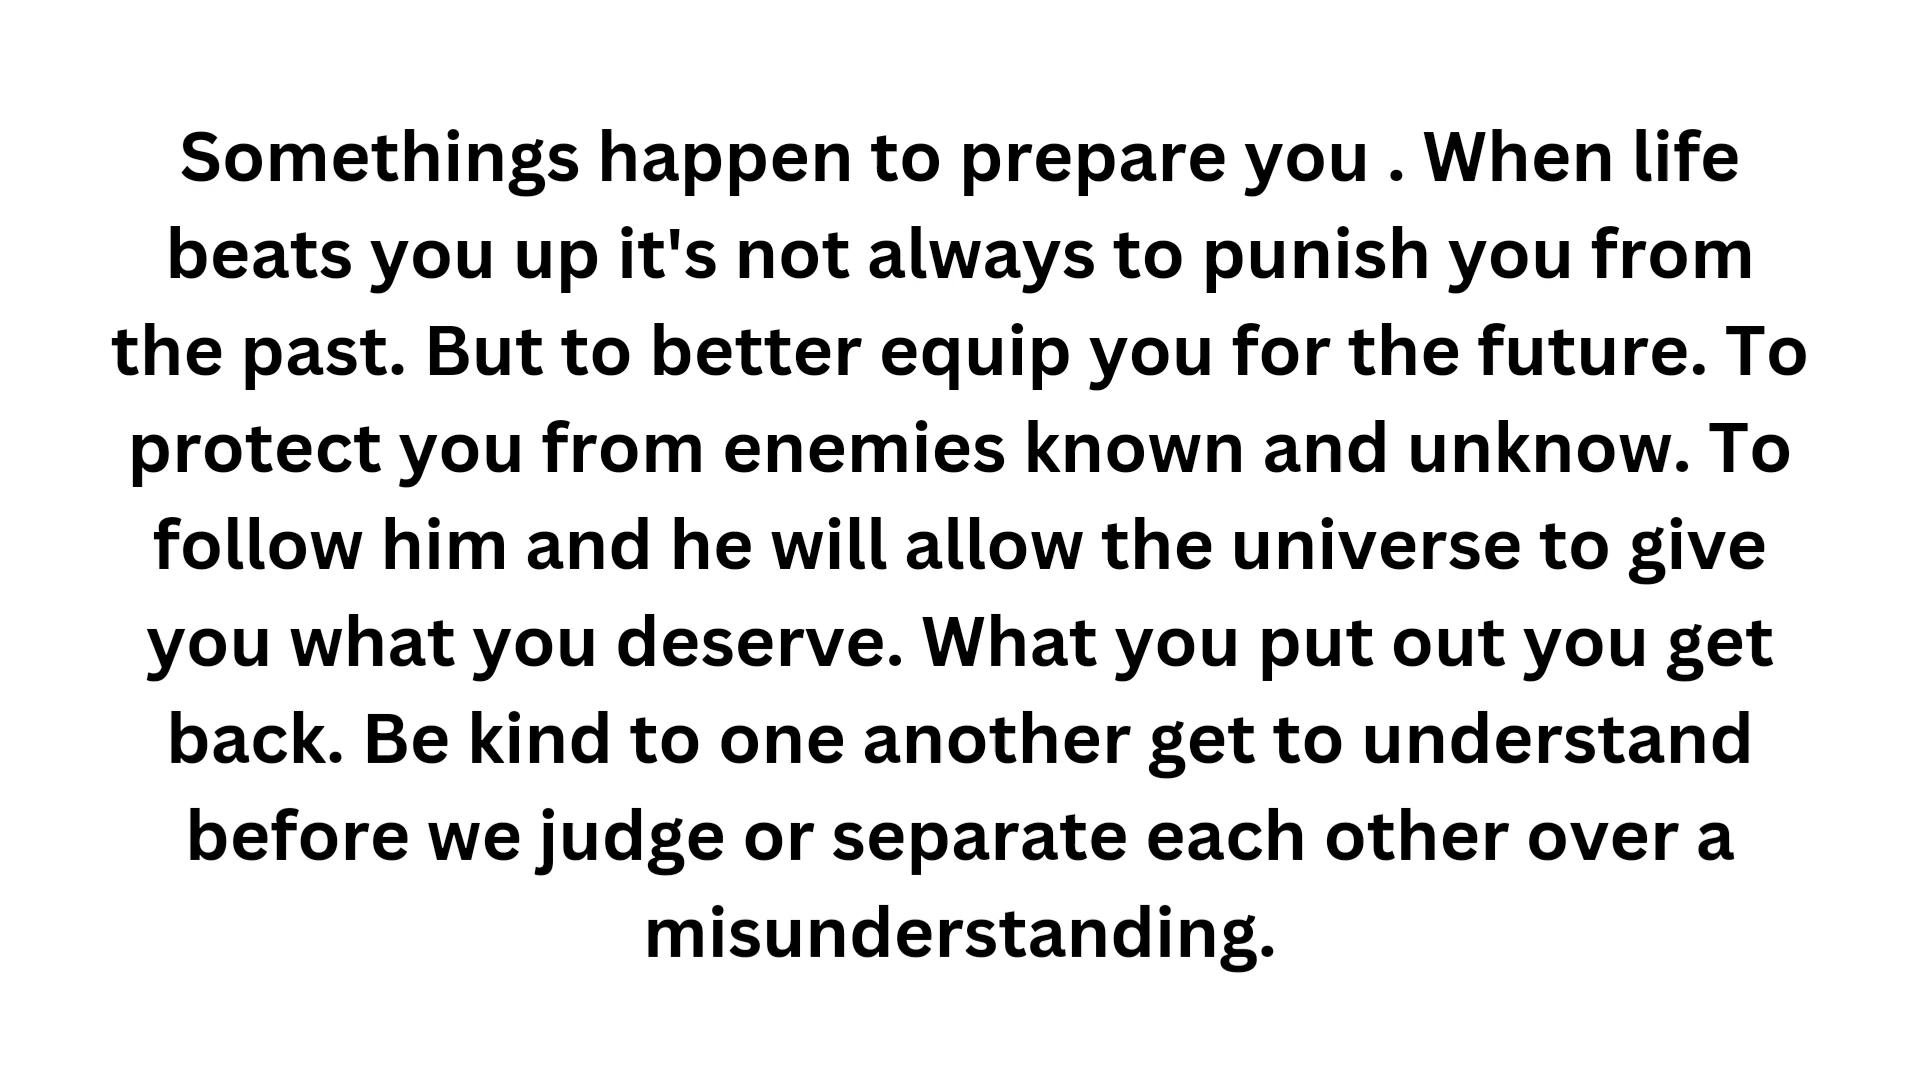 Somethings happen to prepare you . When life
beats you up it's not always to punish you from
the past. But to better equip you for the future. To
protect you from enemies known and unknow. To
follow him and he will allow the universe to give
you what you deserve. What you put out you get
back. Be kind to one another get to understand
before we judge or separate each other over a
misunderstanding.